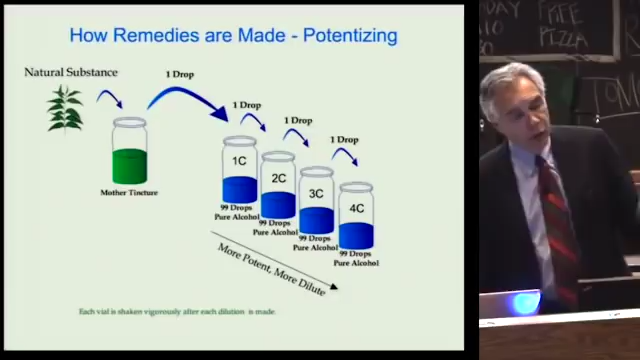 How Remedies are Made - Potentizing
Natural Substance
1 Drop
1 Drop
1 Drop
1 Drop
Mother Tincture
1C
2C
3C
4C
99 Drops
Pure Alcohol
99 Drops
Pure Alcohol
99 Drops
Pure Alcohol
99 Drops
Pure Alcohol
More Potent, More Dilute
Each vial is shaken vigorously after each dilution is made.
DAY FREE
PIZZA